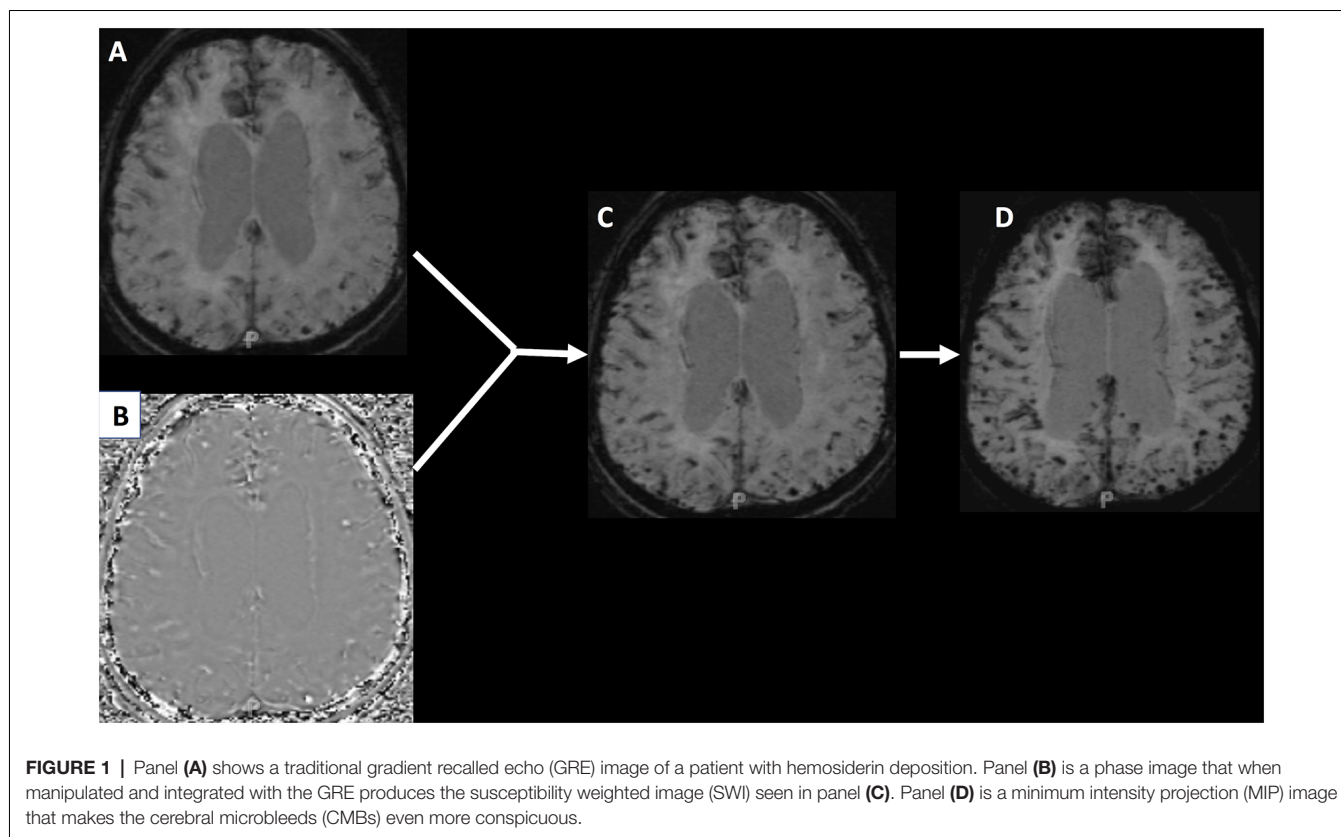 A
C
D
P
P
P
B
FIGURE 1 | Panel (A) shows a traditional gradient recalled echo (GRE) image of a patient with hemosiderin deposition. Panel (B) is a phase image that when
manipulated and integrated with the GRE produces the susceptibility weighted image (SWI) seen in panel (C). Panel (D) is a minimum intensity projection (MIP) image
that makes the cerebral microbleeds (CMBs) even more conspicuous.